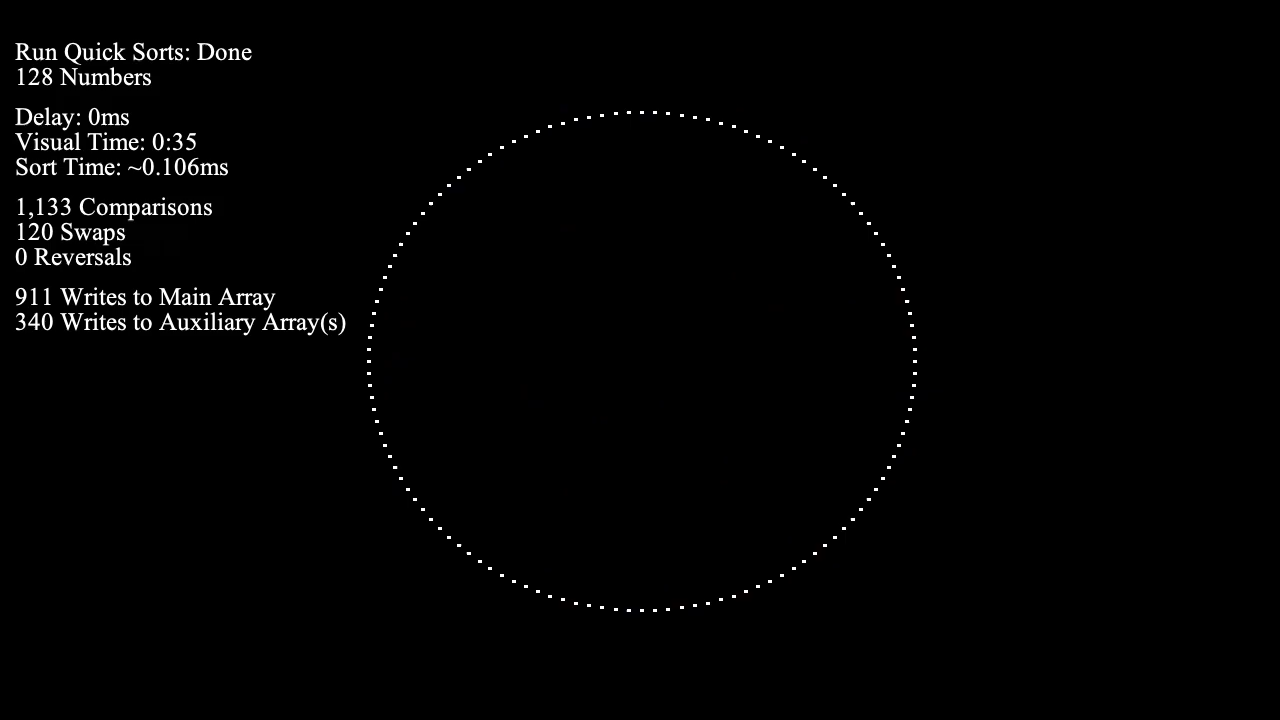 Run Quick Sorts: Done
128 Numbers
Delay: 0ms
Visual Time: 0:35
Sort Time: ~0.106ms
1,133 Comparisons
120 Swaps
0 Reversals
911 Writes to Main Array
340 Writes to Auxiliary Array(s)